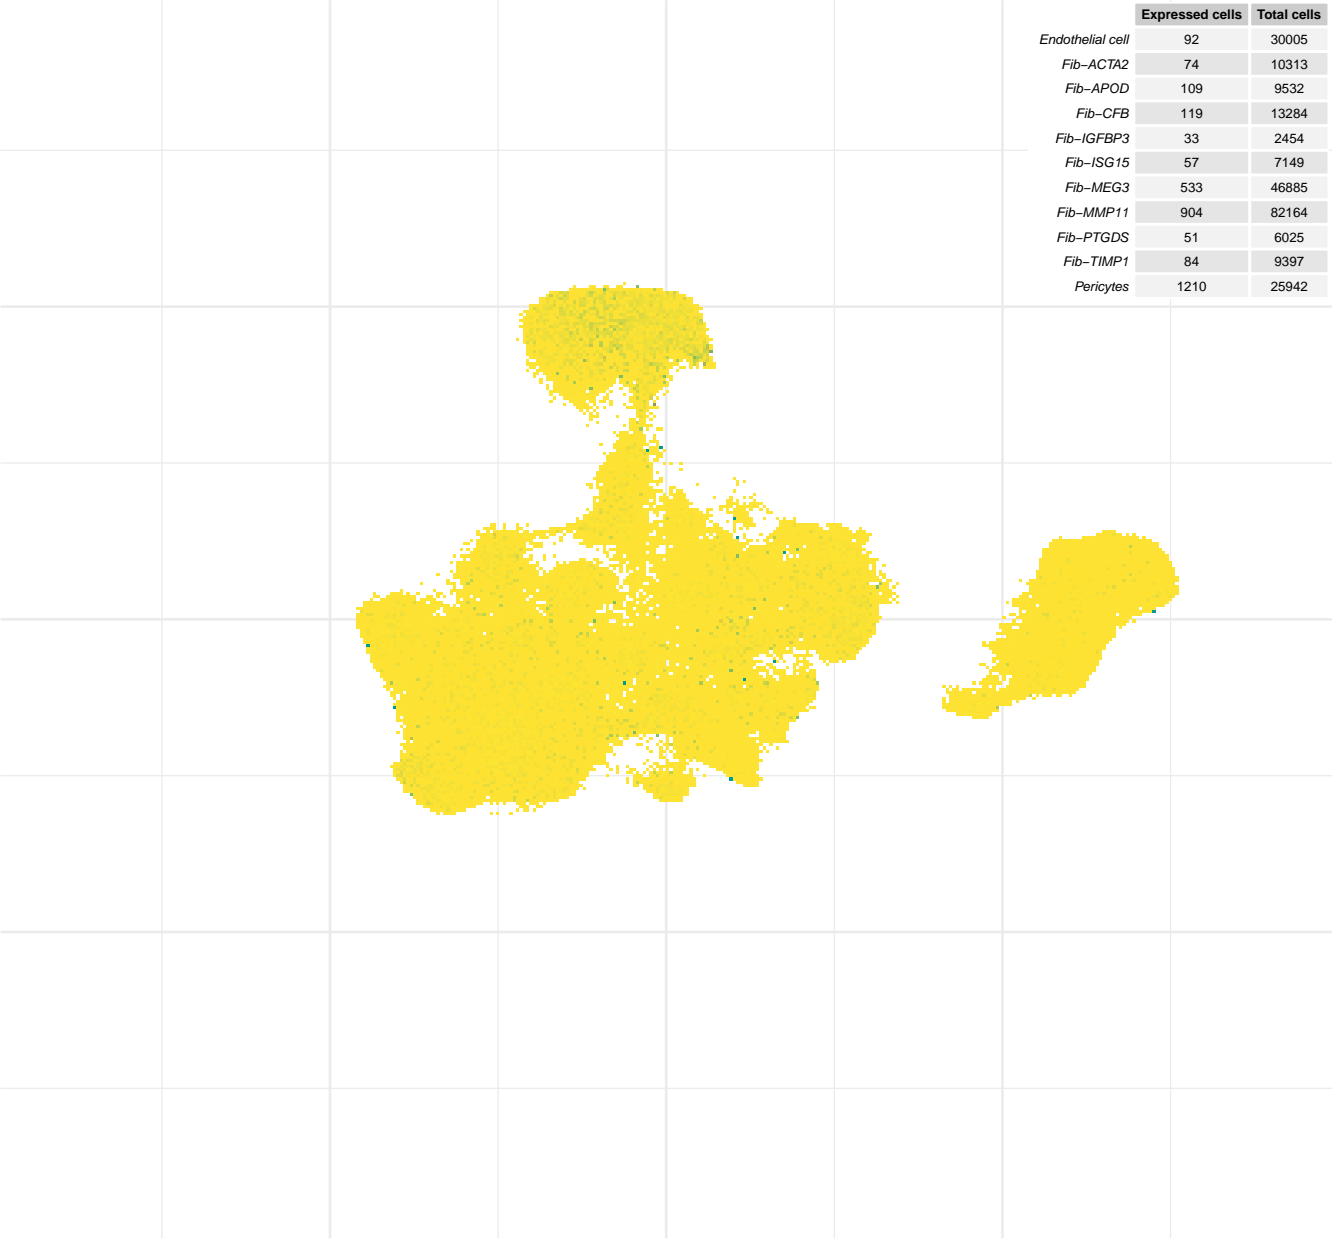 Expressed cells Total cells
Endothelial cell 92 30005
Fib−ACTA2 74 10313
Fib−APOD 109 9532
Fib−CFB 119 13284
Fib−IGFBP3 33 2454
Fib−ISG15 57 7149
Fib−MEG3 533 46885
Fib−MMP11 904 82164
Fib−PTGDS 51 6025
Fib−TIMP1 84 9397
Pericytes 1210 25942